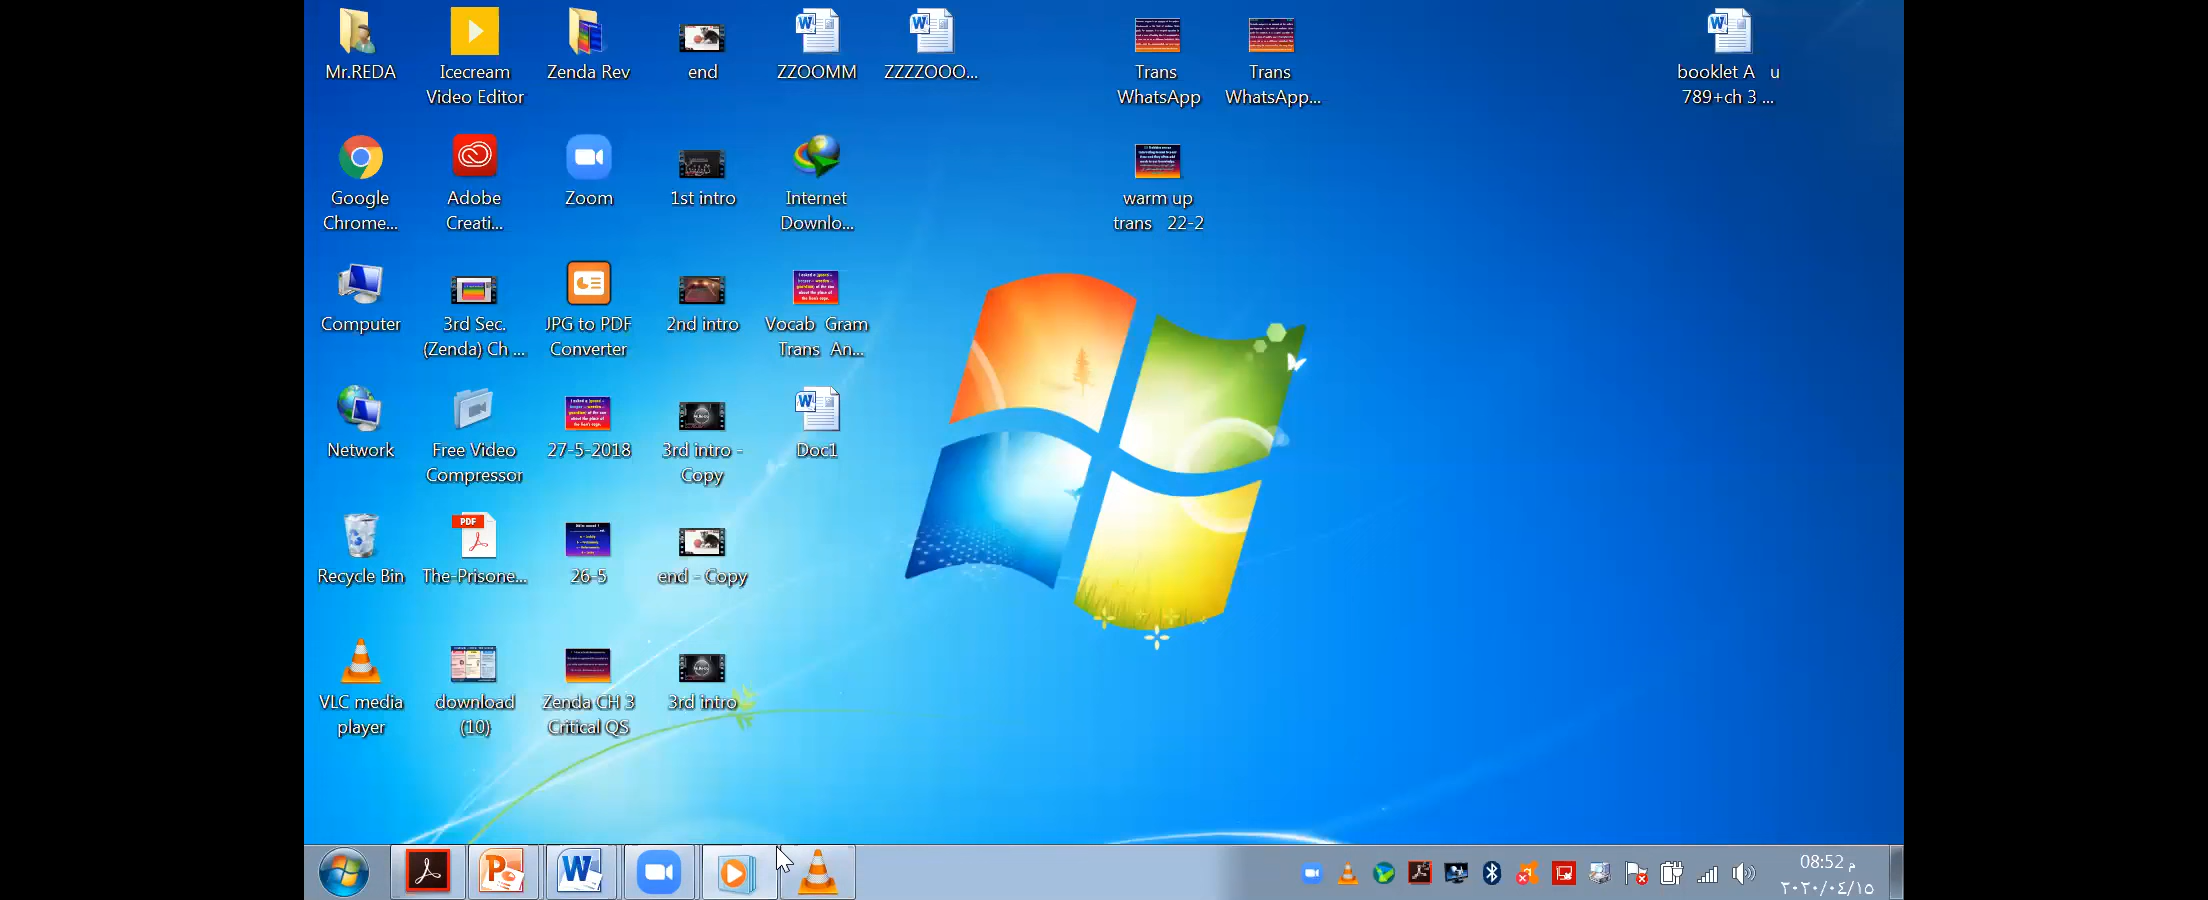 Mr.REDA
Icecream
Video Editor
Zenda Rev
end
ZZOOMM
ZZZZOOO...
Trans
WhatsApp
Trans
WhatsApp...
booklet A u
789+ch 3 ...
Google
Chrome...
Adobe
Creati...
Zoom
1st intro
Internet
Downlo...
warm up
trans 22-2
Computer
3rd Sec.
(Zenda) Ch ...
JPG to PDF
Converter
2nd intro
Vocab Gram
Trans An...
Network
Free Video
Compressor
27-5-2018
3rd intro -
Copy
Doc1
PDF
Recycle Bin
The-Prisone...
26-5
end - Copy
VLC media
player
download
(10)
Zenda CH 3
Critical QS
3rd intro
08:52 م
٢٠٢٠/٠٤/١٥